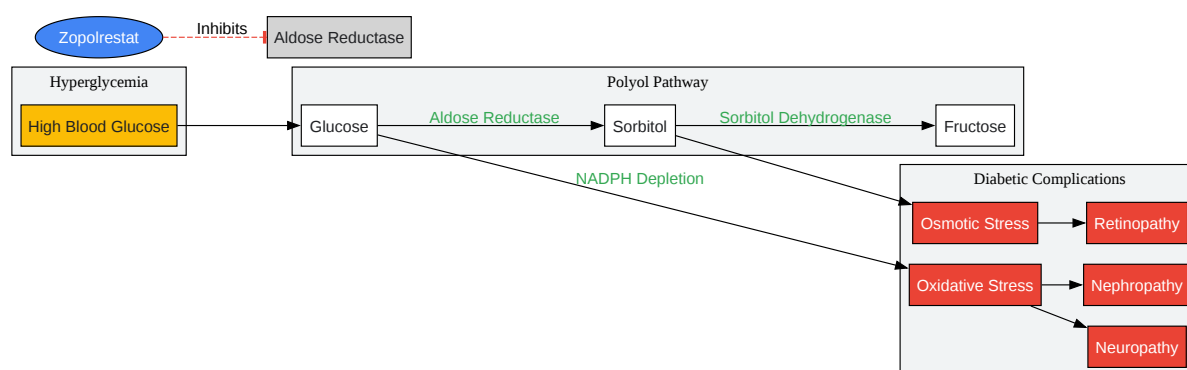 Zopolrestat
Inhibits
Aldose Reductase
Hyperglycemia
Polyol Pathway
High Blood Glucose
Glucose
Aldose Reductase
Sorbitol
Sorbitol Dehydrogenase
Fructose
NADPH Depletion
Diabetic Complications
Osmotic Stress
Retinopathy
Oxidative Stress
Nephropathy
Neuropathy